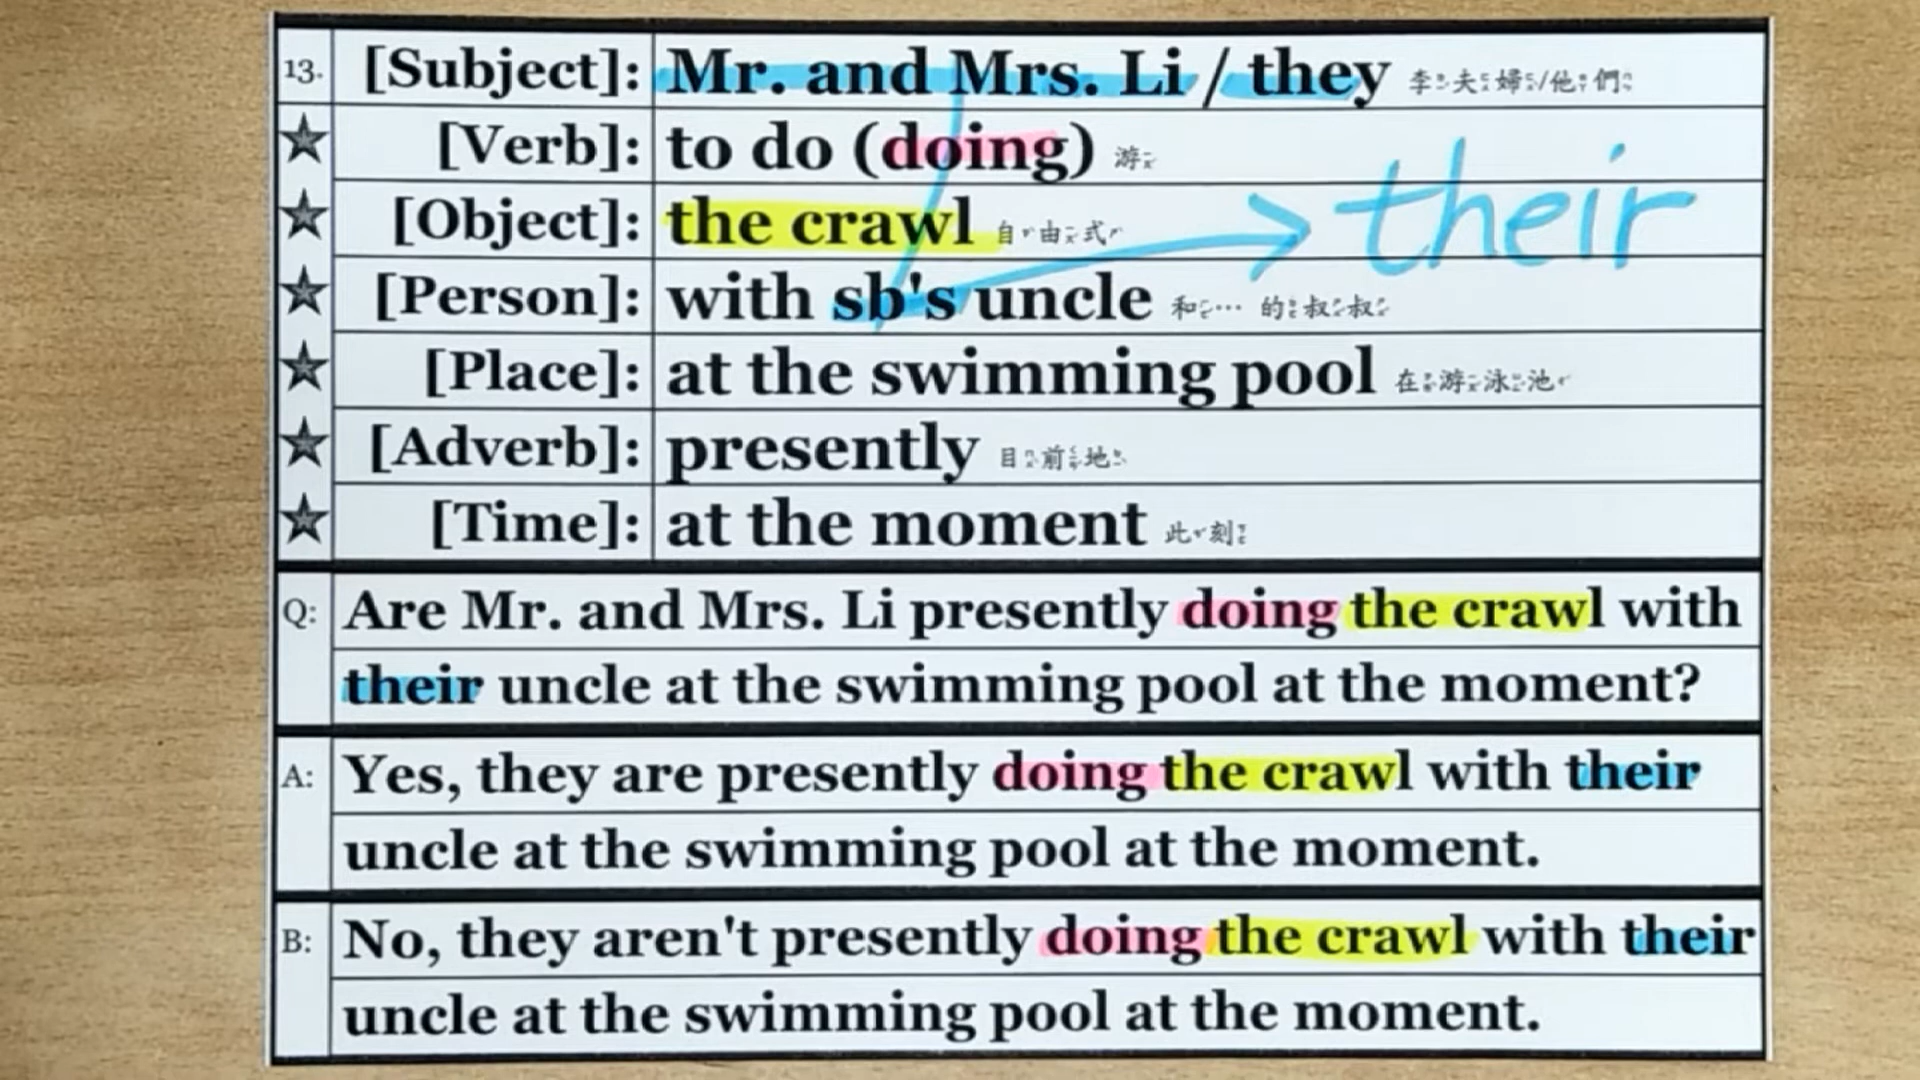 13. [Subject]: Mr. and Mrs. Li / they 李夫婦/他們
[Verb]: to do (doing) 游
their
[Object]: the crawl 自由式
[Person]: with sb's uncle 和… 的叔叔
[Place]: at the swimming pool 在游泳池
[Adverb]: presently 目前地
[Time]: at the moment 此刻
Q: Are Mr. and Mrs. Li presently doing the crawl with
their uncle at the swimming pool at the moment?
A: Yes, they are presently doing the crawl with their
uncle at the swimming pool at the moment.
B: No, they aren't presently doing the crawl with their
uncle at the swimming pool at the moment.